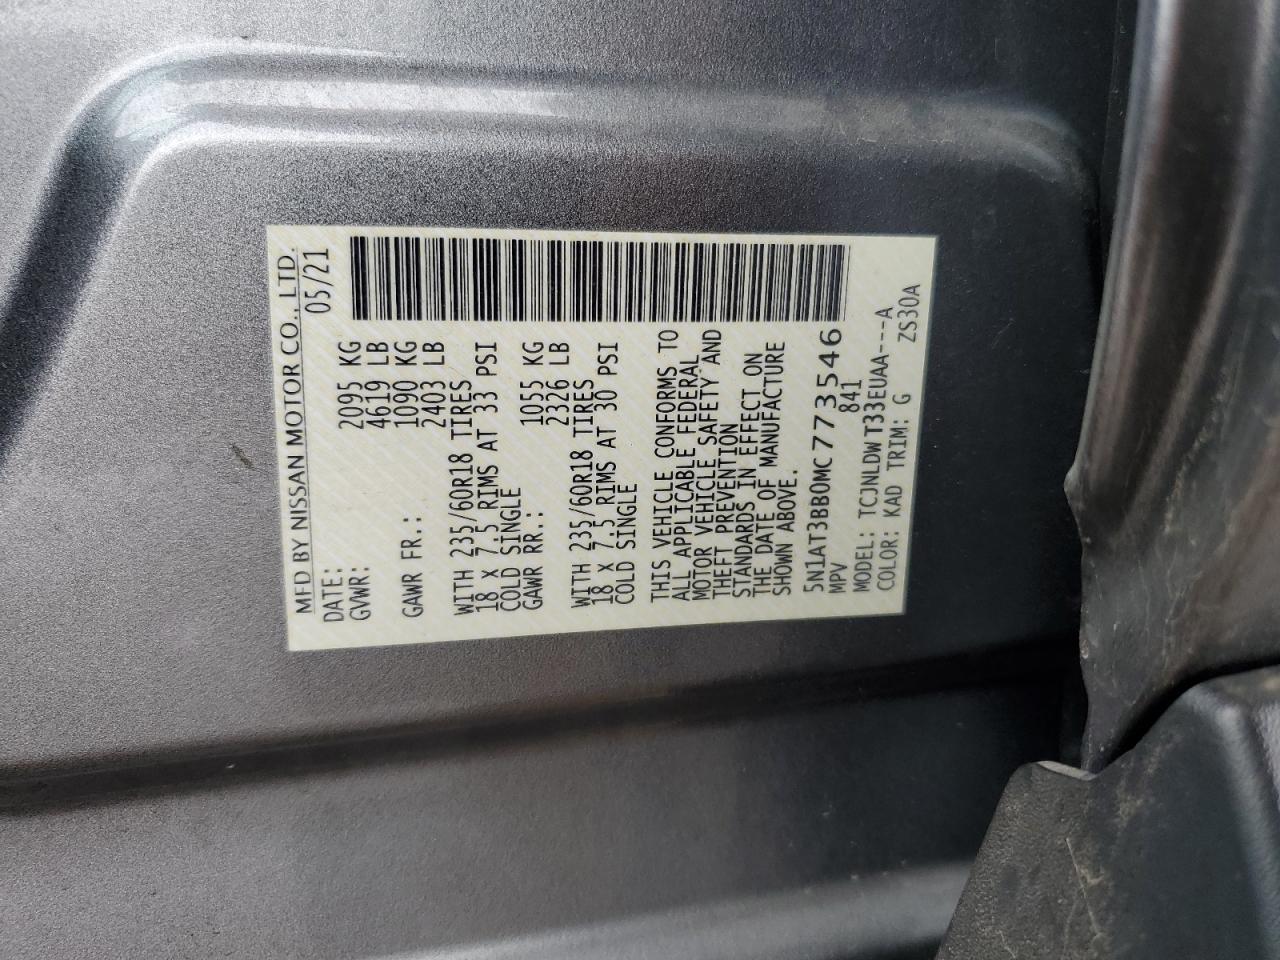 MFD BY NISSAN MOTOR CO., LTD.
DATE: 05/21
GVWR: 2095 KG
4619 LB
GAWR FR.: 1090 KG
2403 LB
WITH 235/60R18 TIRES
18 X 7.5 RIMS AT 33 PSI
COLD SINGLE
GAWR RR.: 1055 KG
2326 LB
WITH 235/60R18 TIRES
18 X 7.5 RIMS AT 30 PSI
COLD SINGLE
THIS VEHICLE CONFORMS TO
ALL APPLICABLE FEDERAL
MOTOR VEHICLE SAFETY AND
THEFT PREVENTION
STANDARDS IN EFFECT ON
THE DATE OF MANUFACTURE
SHOWN ABOVE.
5N1AT3BB0MC773546
MPV 841
MODEL: TCJNLDWT33EUAA---A
COLOR: KAD TRIM: G ZS30A